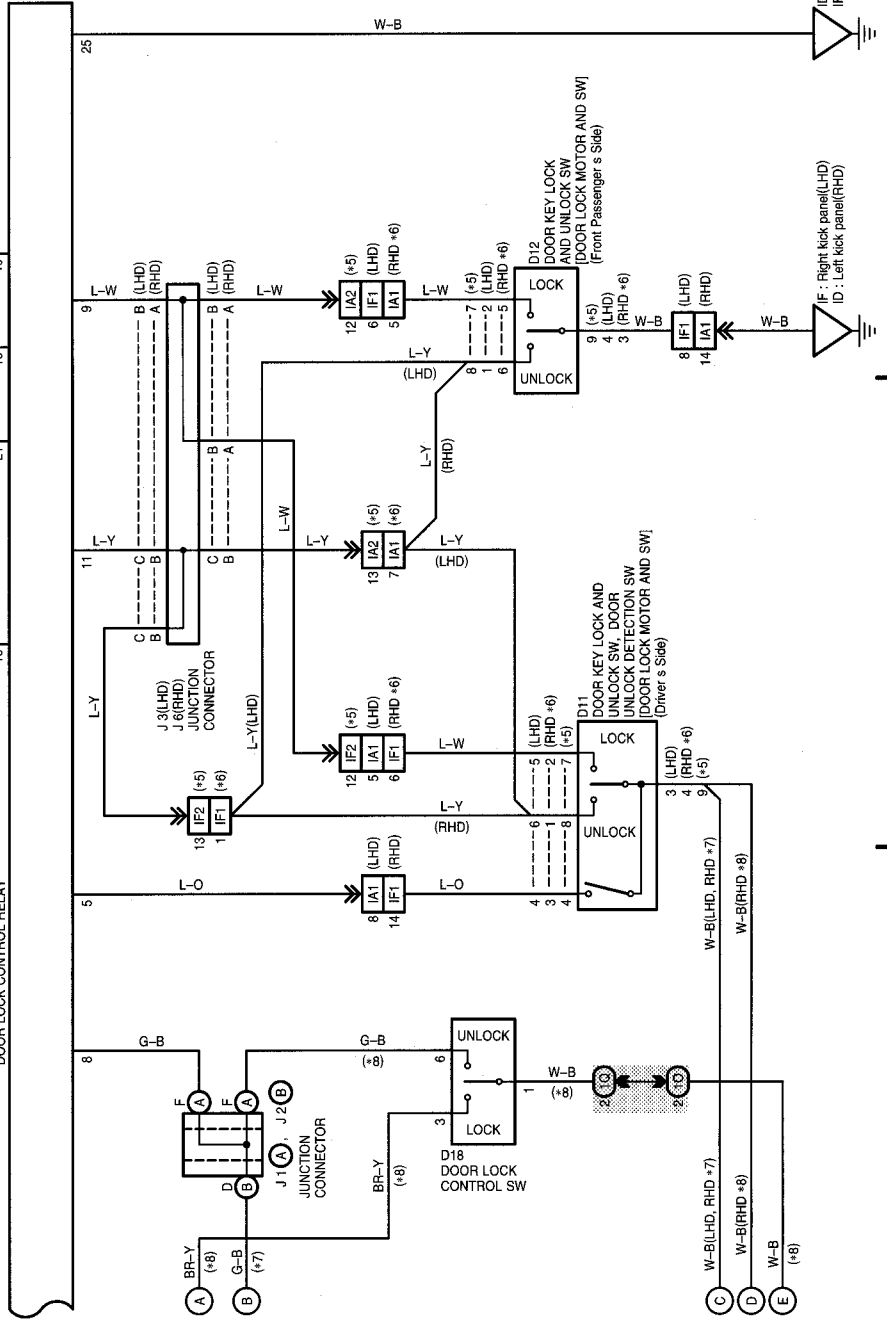 DOOR LOCK CONTROL RELAY
8
5
11
9
25
G–B
L–O
L–Y
L–Y
L–W
W–B
C B (LHD)
B A (RHD)
C
B
J 3(LHD)
J 6(RHD)
JUNCTION
CONNECTOR
C B B (LHD)
B A A (RHD)
L–Y
L–W
L–W
L–Y(LHD)
F A
F A
D B
J 1 A , J 2 B
JUNCTION
CONNECTOR
13 IF2 (*5)
1 IF1 (*6)
12 IF2 (*5)
5 IA1 (LHD)
6 IF1 (RHD *6)
13 IA2 (*5)
7 IA1 (*6)
12 IA2 (*5)
6 IF1 (LHD)
5 IA1 (RHD *6)
8 IA1 (LHD)
14 IF1 (RHD)
L–Y
(LHD)
L–Y
(RHD)
L–W
8 7 (*5)
1 2 (LHD)
6 5 (RHD *6)
LOCK
UNLOCK
D12
DOOR KEY LOCK
AND UNLOCK SW
[DOOR LOCK MOTOR AND SW]
(Front Passenger s Side)
9 (*5)
4 (LHD)
3 (RHD *6)
W–B
8 IF1 (LHD)
14 IA1 (RHD)
W–B
IF : Right kick panel(LHD)
ID : Left kick panel(RHD)
L–O
L–Y
(RHD)
L–Y
(LHD)
L–W
4 6 5 (LHD)
3 1 2 (RHD *6)
4 8 7 (*5)
UNLOCK
LOCK
D11
DOOR KEY LOCK AND
UNLOCK SW, DOOR
UNLOCK DETECTION SW
[DOOR LOCK MOTOR AND SW]
(Driver s Side)
3 (LHD)
4 (RHD *6)
9 (*5)
W–B(LHD, RHD *7)
W–B(RHD *8)
G–B
(*8)
3
6
LOCK
UNLOCK
1
D18
DOOR LOCK
CONTROL SW
W–B
(*8)
2 1Q
2 1O
BR–Y
(*8)
A BR–Y
(*8)
B G–B
(*7)
C W–B(LHD, RHD *7)
D W–B(RHD *8)
E W–B
(*8)